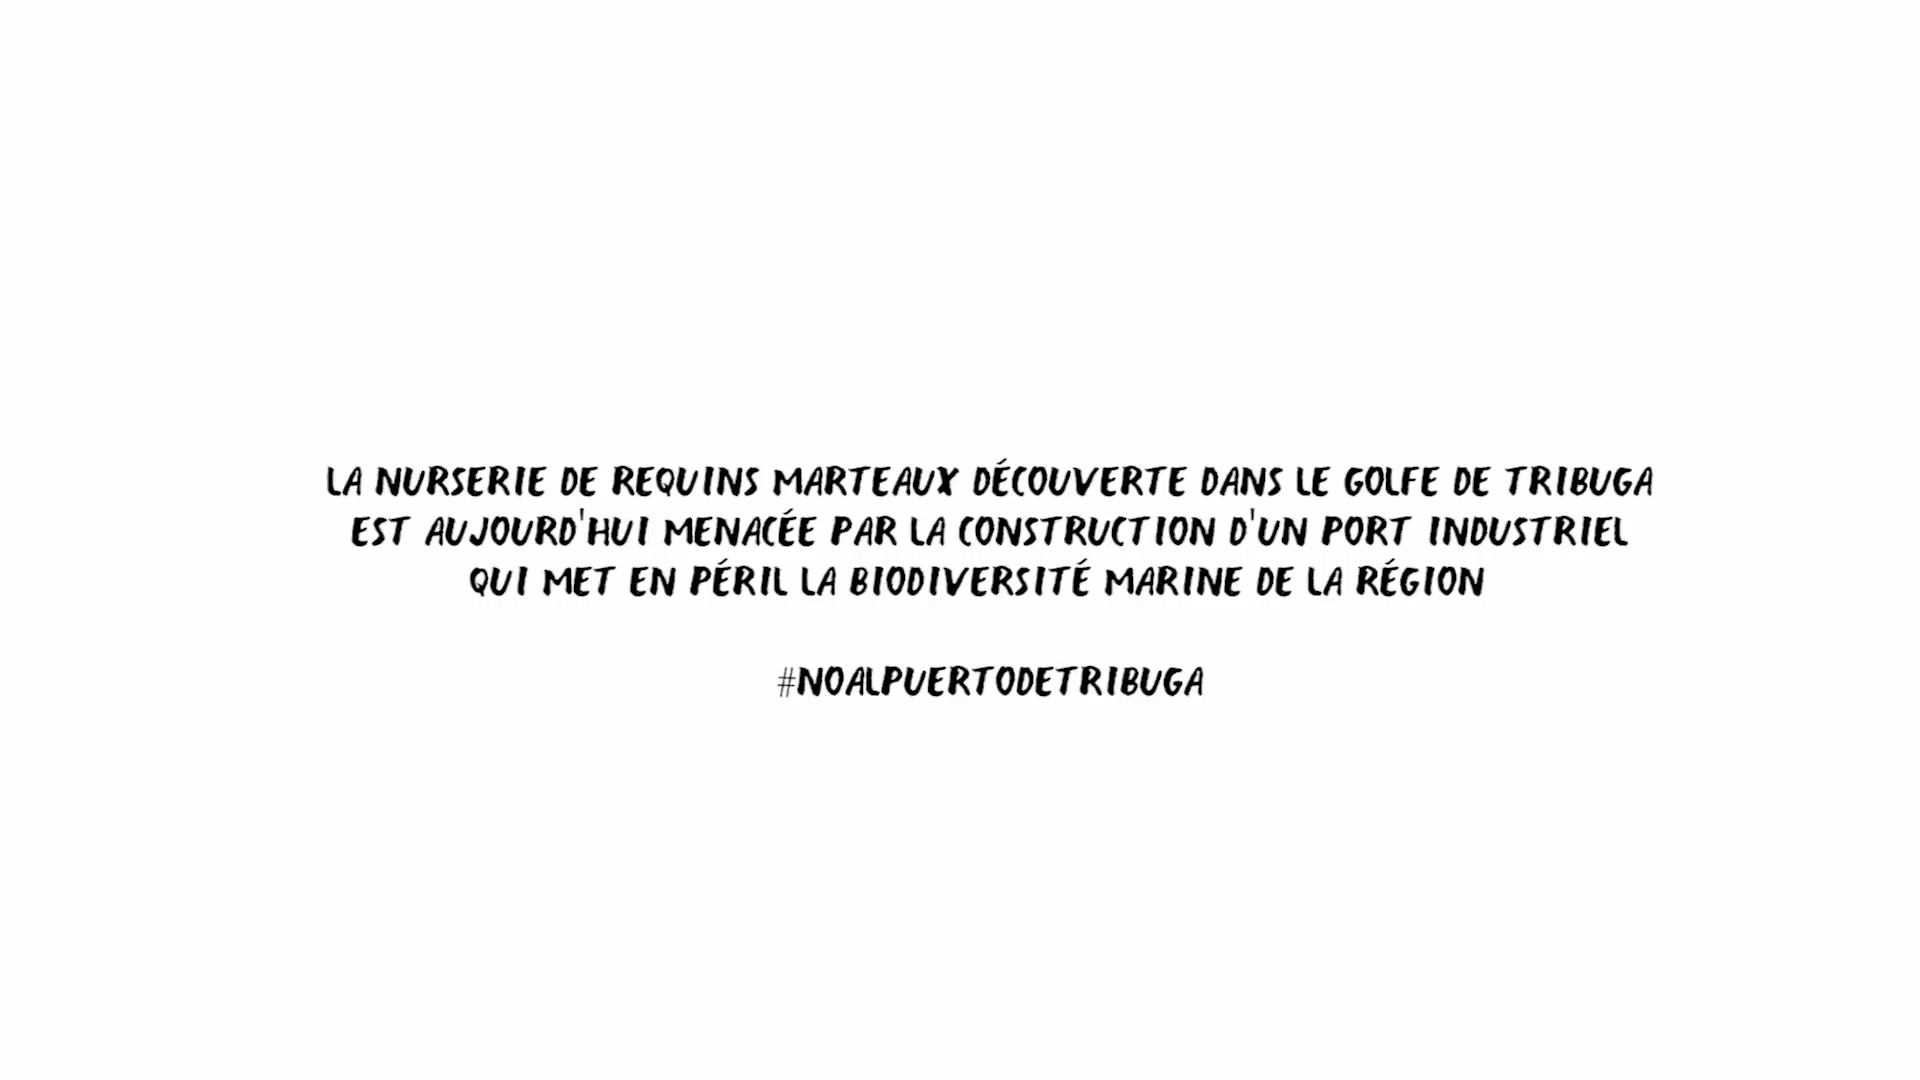 LA NURSERIE DE REQUINS MARTEAUX DÉCOUVERTE DANS LE GOLFE DE TRIBUGA
EST AUJOURD'HUI MENACÉE PAR LA CONSTRUCTION D'UN PORT INDUSTRIEL
QUI MET EN PÉRIL LA BIODIVERSITÉ MARINE DE LA RÉGION
#NOALPUERTODETRIBUGA